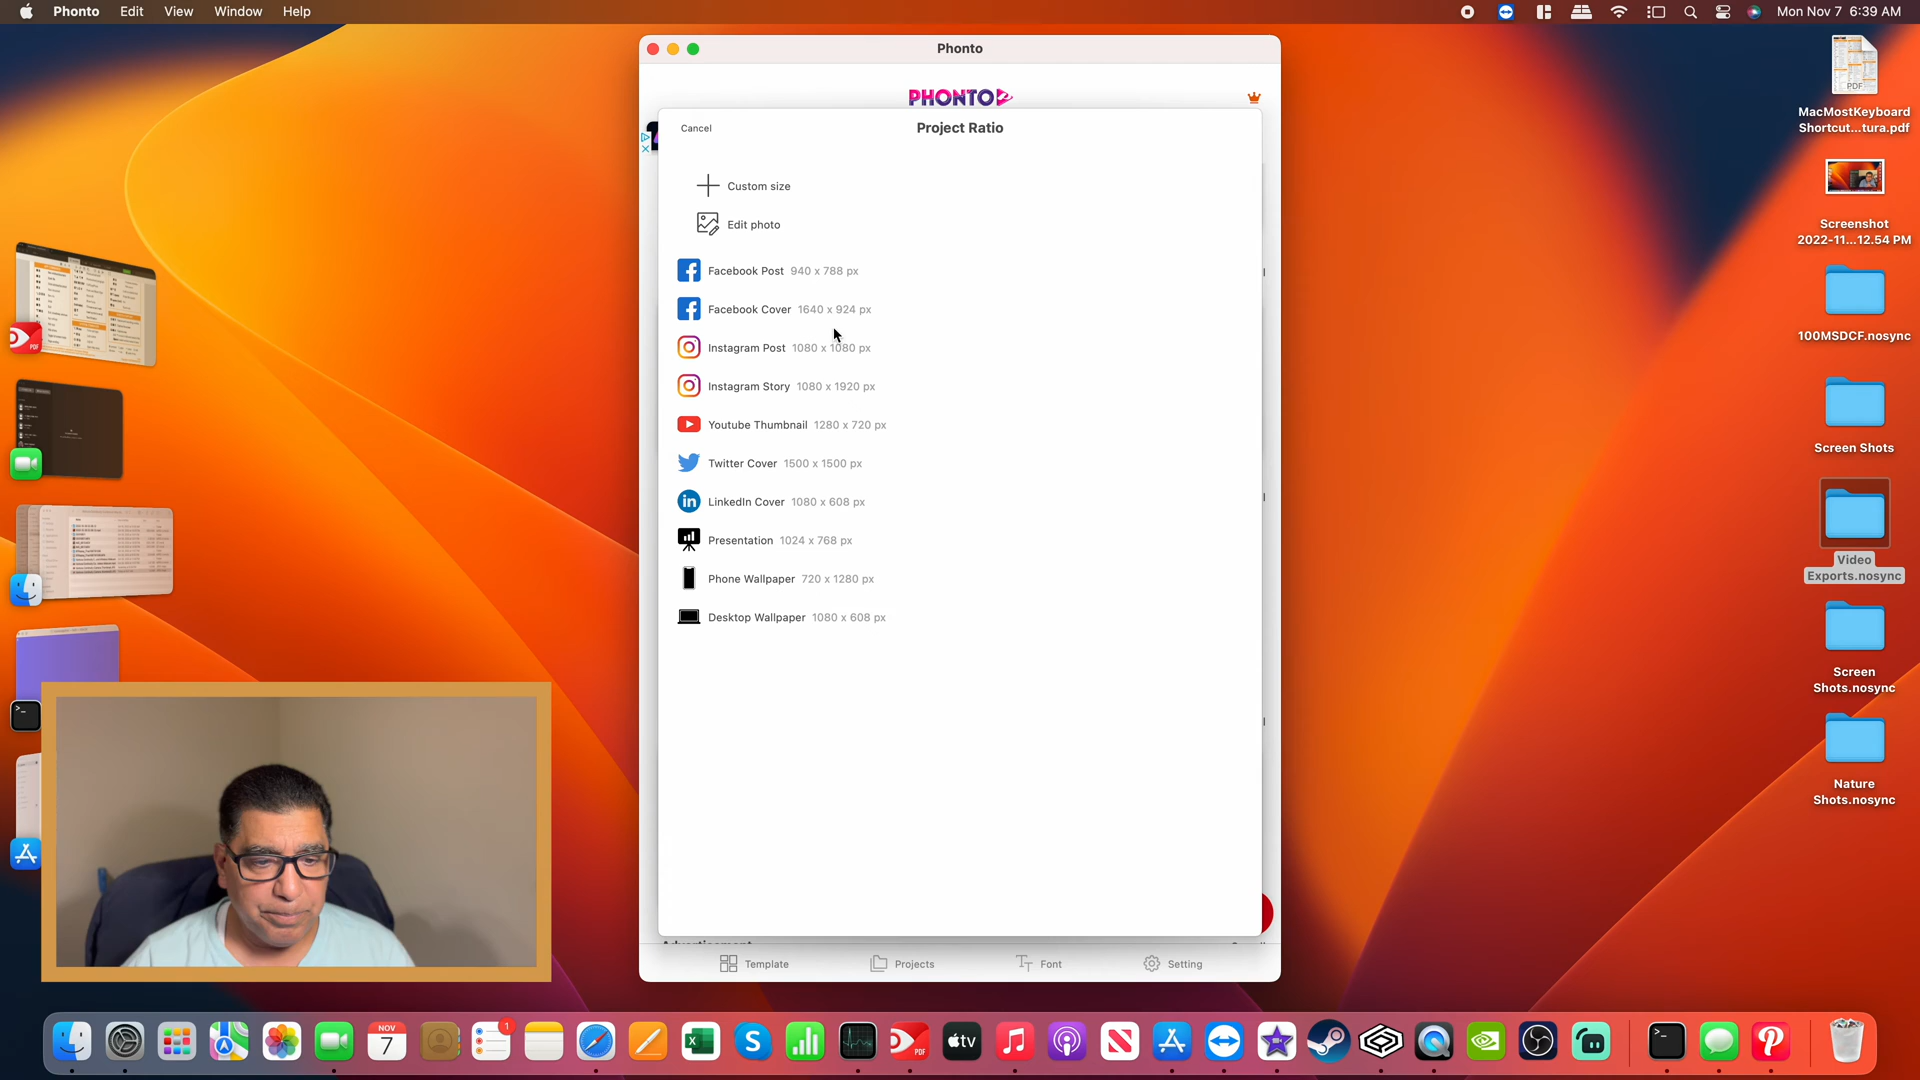 Phonto Edit View Window Help
Mon Nov 7 6:39 AM
Phonto
PHONTO
Cancel
Project Ratio
Custom size
Edit photo
Facebook Post 940 x 788 px
Facebook Cover 1640 x 924 px
Instagram Post 1080 x 1080 px
Instagram Story 1080 x 1920 px
Youtube Thumbnail 1280 x 720 px
Twitter Cover 1500 x 1500 px
LinkedIn Cover 1080 x 608 px
Presentation 1024 x 768 px
Phone Wallpaper 720 x 1280 px
Desktop Wallpaper 1080 x 608 px
Template
Projects
Font
Setting
PDF
MacMostKeyboard
Shortcut...tura.pdf
Screenshot
2022-11...12.54 PM
100MSDCF.nosync
Screen Shots
Video
Exports.nosync
Screen
Shots.nosync
Nature
Shots.nosync
PDF
NOV
7
1
PDF
tv